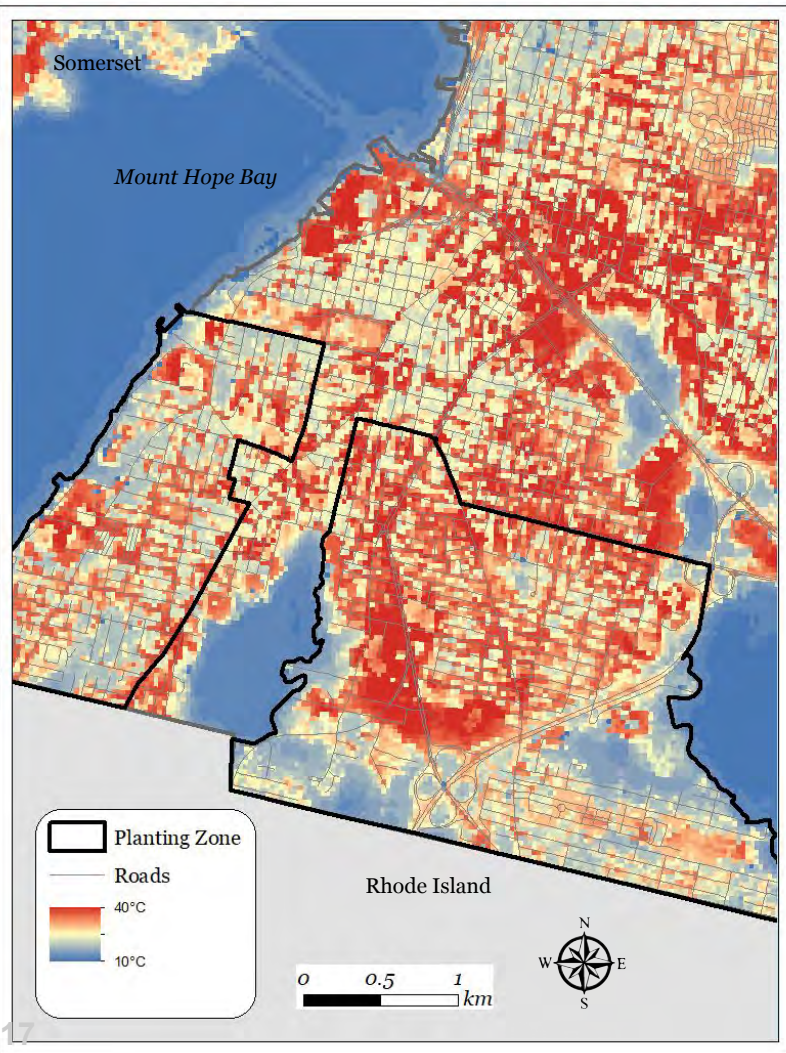 Somerset
Mount Hope Bay
Planting Zone
Roads
40°C
10°C
Rhode Island
N
W E
S
0 0.5 1
km
17